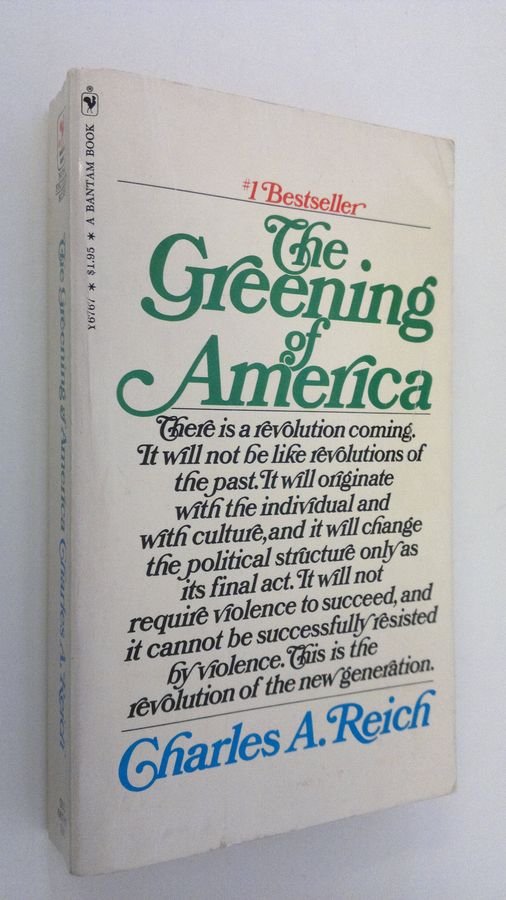 #1 Bestseller
The
Greening
of
America
There is a revolution coming.
It will not be like revolutions of
the past. It will originate
with the individual and
with culture, and it will change
the political structure only as
its final act. It will not
require violence to succeed, and
it cannot be successfully resisted
by violence. This is the
revolution of the new generation.
Charles A. Reich
Y6767 * $1.95 * A BANTAM BOOK
The Greening of America Charles A. Reich